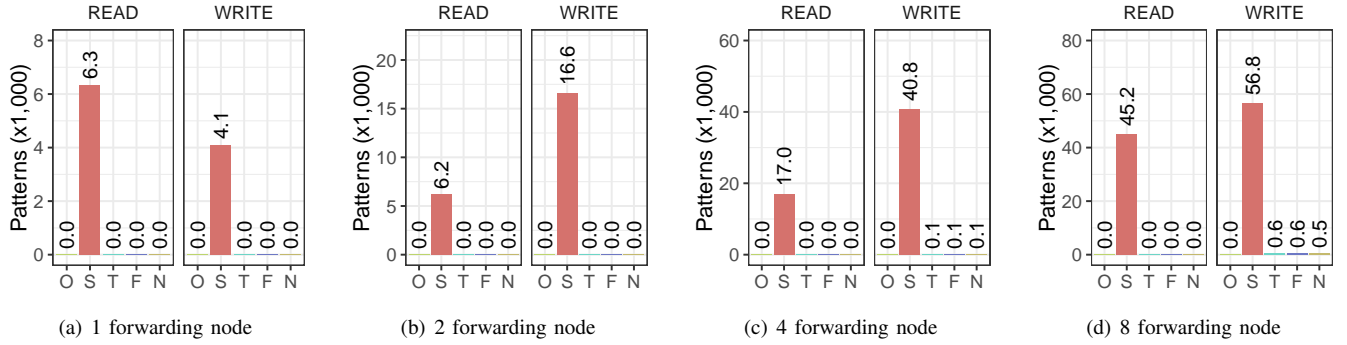 READ WRITE
Patterns (x1,000)
8
6
4
2
0
0.0 6.3 0.0 0.0 0.0
0.0 4.1 0.0 0.0 0.0
O S T F N O S T F N
(a) 1 forwarding node
READ WRITE
Patterns (x1,000)
20
15
10
5
0
0.0 6.2 0.0 0.0 0.0
0.0 16.6 0.0 0.0 0.0
O S T F N O S T F N
(b) 2 forwarding node
READ WRITE
Patterns (x1,000)
60
40
20
0
0.0 17.0 0.0 0.0 0.0
0.0 40.8 0.1 0.1 0.1
O S T F N O S T F N
(c) 4 forwarding node
READ WRITE
Patterns (x1,000)
80
60
40
20
0
0.0 45.2 0.0 0.0 0.0
0.0 56.8 0.6 0.6 0.5
O S T F N O S T F N
(d) 8 forwarding node